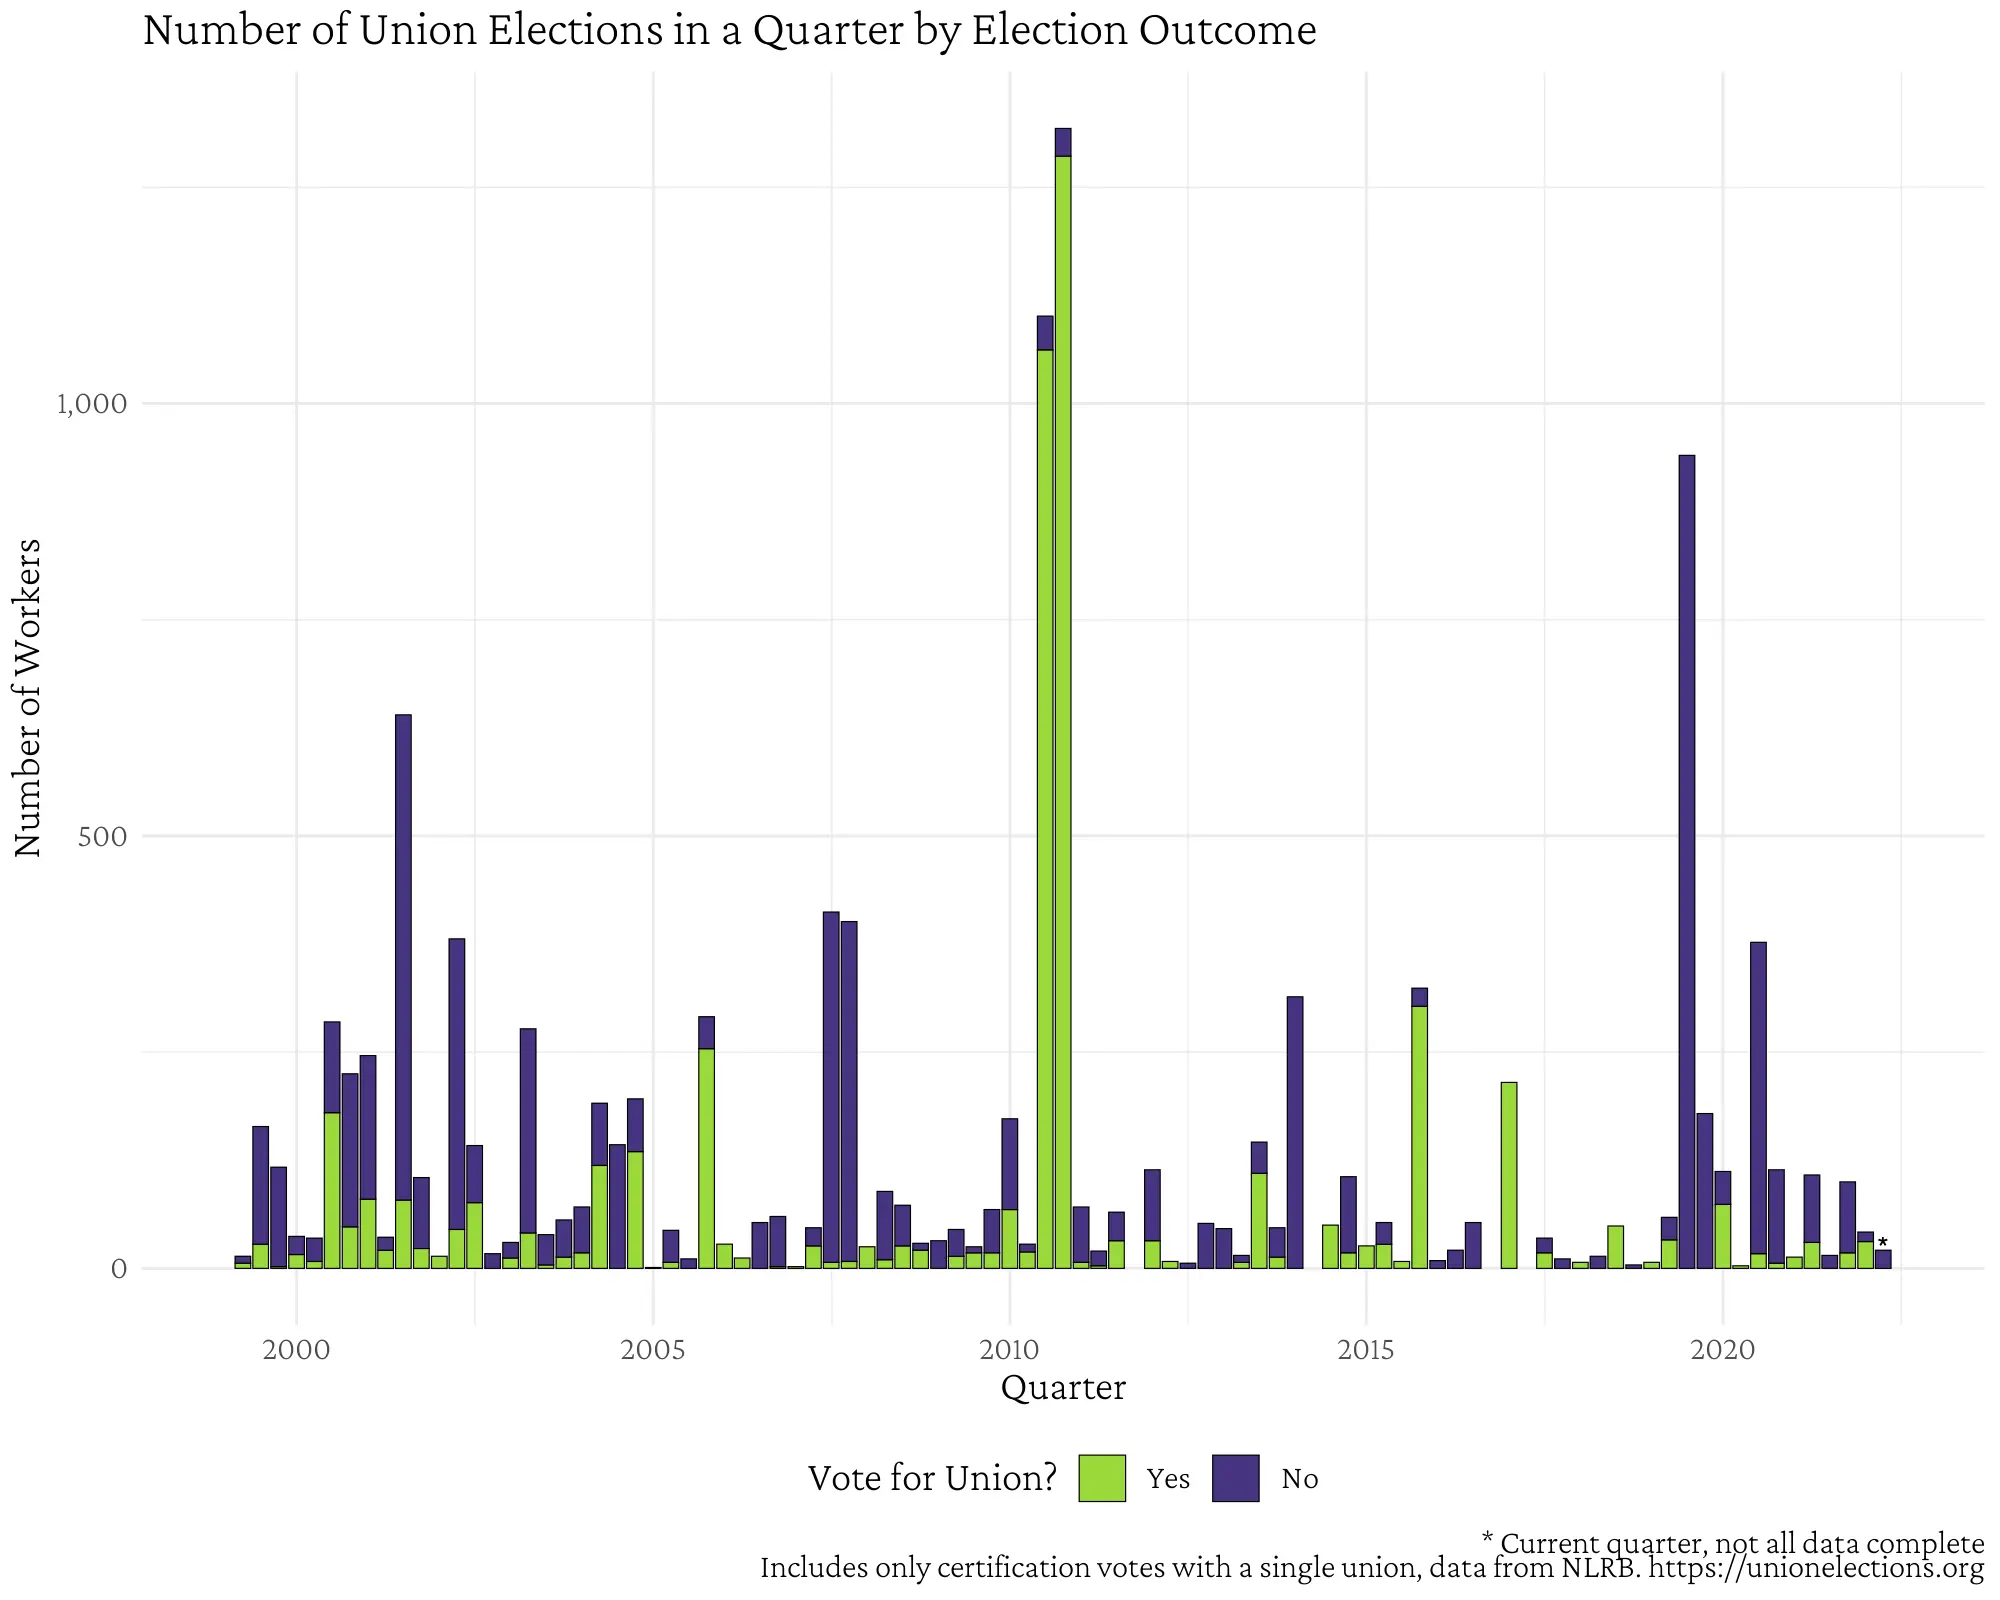 Number of Union Elections in a Quarter by Election Outcome
Number of Workers
1,000
500
0
*
2000 2005 2010 2015 2020
Quarter
Vote for Union? Yes No
* Current quarter, not all data complete
Includes only certification votes with a single union, data from NLRB. https://unionelections.org